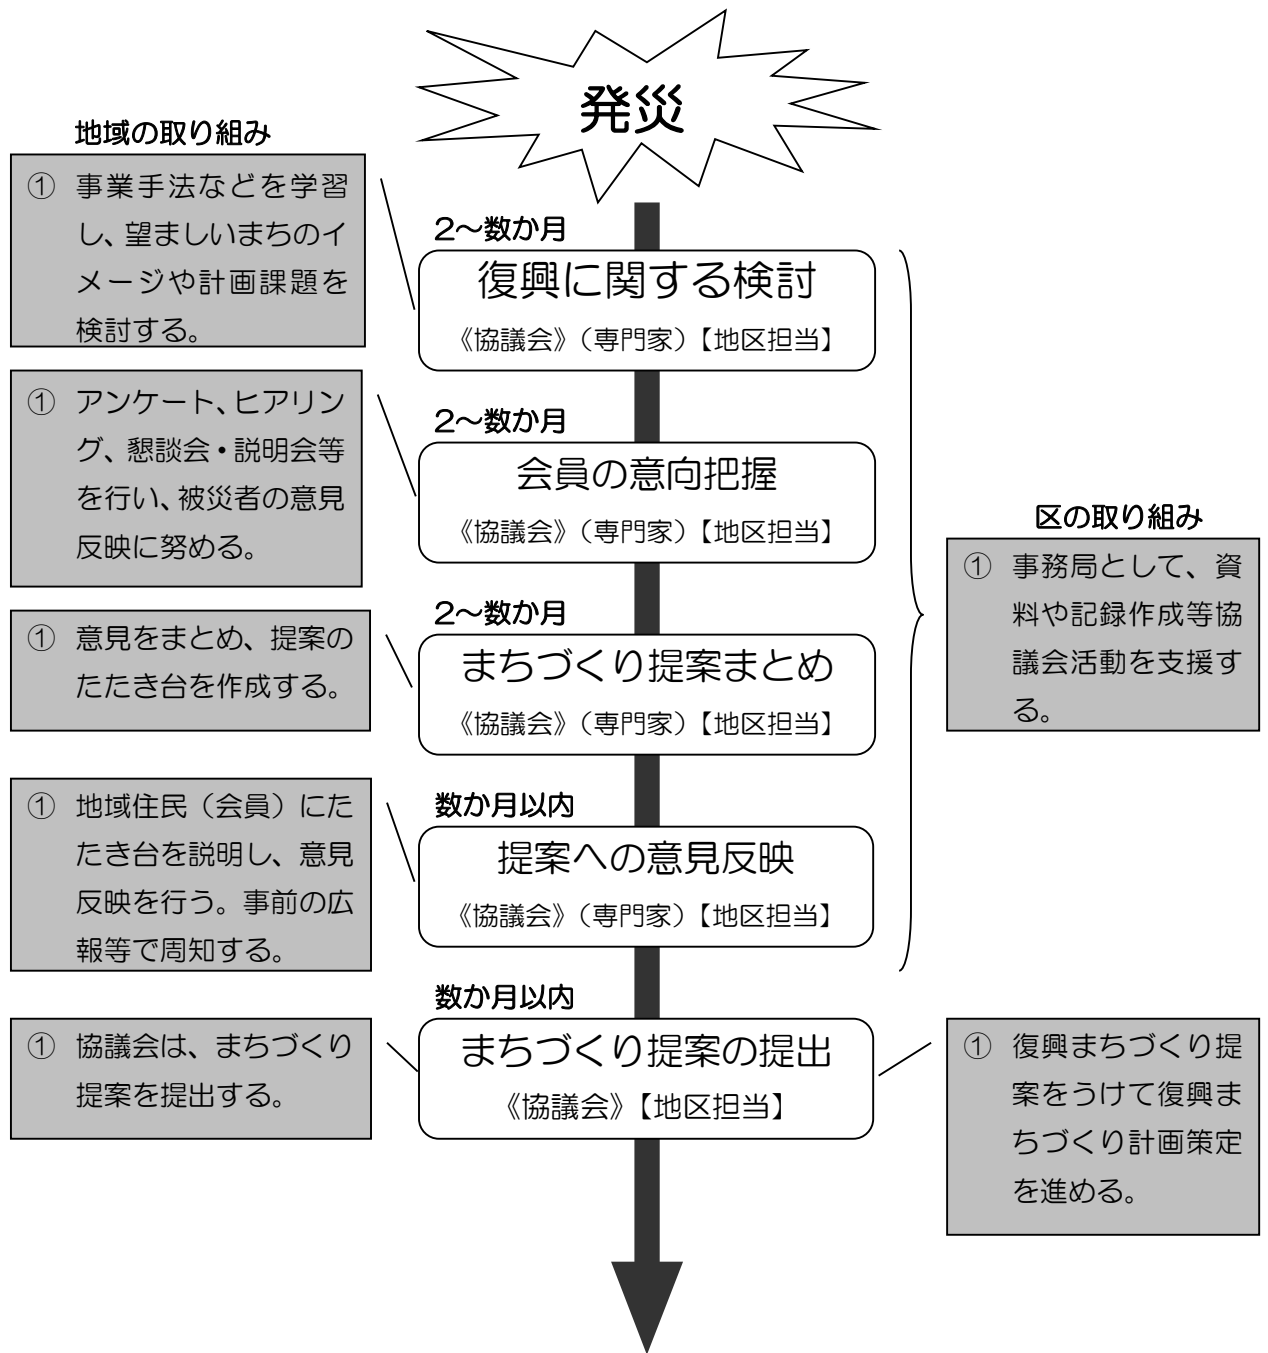 発災
地域の取り組み
① 事業手法などを学習
し、望ましいまちのイ
メージや計画課題を
検討する。
2～数か月
復興に関する検討
《協議会》（専門家）【地区担当】
① アンケート、ヒアリン
グ、懇談会・説明会等
を行い、被災者の意見
反映に努める。
2～数か月
会員の意向把握
《協議会》（専門家）【地区担当】
① 意見をまとめ、提案の
たたき台を作成する。
2～数か月
まちづくり提案まとめ
《協議会》（専門家）【地区担当】
区の取り組み
① 事務局として、資
料や記録作成等協
議会活動を支援す
る。
① 地域住民（会員）にた
たき台を説明し、意見
反映を行う。事前の広
報等で周知する。
数か月以内
提案への意見反映
《協議会》（専門家）【地区担当】
① 協議会は、まちづくり
提案を提出する。
数か月以内
まちづくり提案の提出
《協議会》【地区担当】
① 復興まちづくり提
案をうけて復興ま
ちづくり計画策定
を進める。